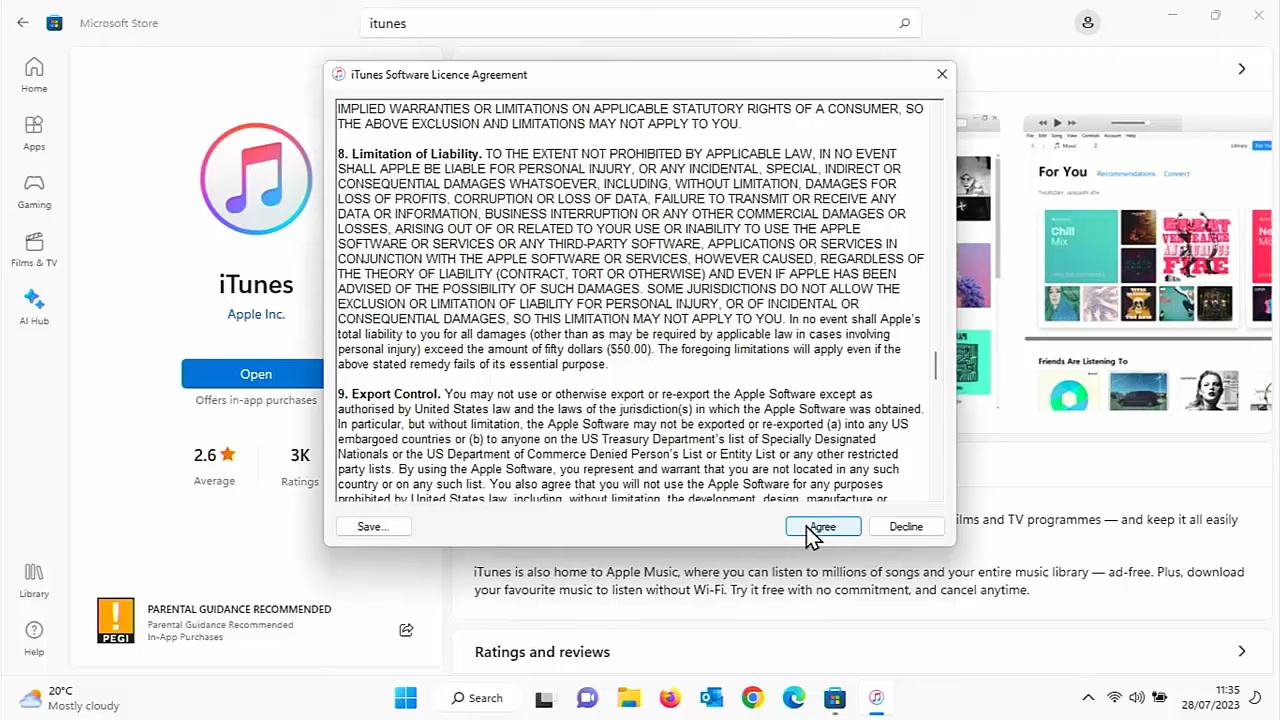 Microsoft Store
itunes
Home
Apps
Gaming
Films & TV
AI Hub
Library
Help
iTunes
Apple Inc.
Open
Offers in-app purchases
2.6
3K
Average
Ratings
PEGI
PARENTAL GUIDANCE RECOMMENDED
Parental Guidance Recommended
In-App Purchases
iTunes Software Licence Agreement
IMPLIED WARRANTIES OR LIMITATIONS ON APPLICABLE STATUTORY RIGHTS OF A CONSUMER, SO
THE ABOVE EXCLUSION AND LIMITATIONS MAY NOT APPLY TO YOU.
8. Limitation of Liability. TO THE EXTENT NOT PROHIBITED BY APPLICABLE LAW, IN NO EVENT
SHALL APPLE BE LIABLE FOR PERSONAL INJURY, OR ANY INCIDENTAL, SPECIAL, INDIRECT OR
CONSEQUENTIAL DAMAGES WHATSOEVER, INCLUDING, WITHOUT LIMITATION, DAMAGES FOR
LOSS OF PROFITS, CORRUPTION OR LOSS OF DATA, FAILURE TO TRANSMIT OR RECEIVE ANY
DATA OR INFORMATION, BUSINESS INTERRUPTION OR ANY OTHER COMMERCIAL DAMAGES OR
LOSSES, ARISING OUT OF OR RELATED TO YOUR USE OR INABILITY TO USE THE APPLE
SOFTWARE OR SERVICES OR ANY THIRD-PARTY SOFTWARE, APPLICATIONS OR SERVICES IN
CONJUNCTION WITH THE APPLE SOFTWARE OR SERVICES, HOWEVER CAUSED, REGARDLESS OF
THE THEORY OF LIABILITY (CONTRACT, TORT OR OTHERWISE) AND EVEN IF APPLE HAS BEEN
ADVISED OF THE POSSIBILITY OF SUCH DAMAGES. SOME JURISDICTIONS DO NOT ALLOW THE
EXCLUSION OR LIMITATION OF LIABILITY FOR PERSONAL INJURY, OR OF INCIDENTAL OR
CONSEQUENTIAL DAMAGES, SO THIS LIMITATION MAY NOT APPLY TO YOU. In no event shall Apple's
total liability to you for all damages (other than as may be required by applicable law in cases involving
personal injury) exceed the amount of fifty dollars ($50.00). The foregoing limitations will apply even if the
above stated remedy fails of its essential purpose.
9. Export Control. You may not use or otherwise export or re-export the Apple Software except as
authorized by United States law and the laws of the jurisdiction(s) in which the Apple Software was obtained.
In particular, but without limitation, the Apple Software may not be exported or re-exported (a) into any US
embargoed countries or (b) to anyone on the US Treasury Department's list of Specially Designated
Nationals or the US Department of Commerce Denied Person's List or Entity List or any other restricted
party lists. By using the Apple Software, you represent and warrant that you are not located in any such
country or on any such list. You also agree that you will not use the Apple Software for any purposes
prohibited by United States law, including, without limitation, the development, design, manufacture or
Save...
Agree
Decline
For You
Recommendations
Connect
Chill
Mix
Friends Are Listening To
ilms and TV programmes — and keep it all easily
iTunes is also home to Apple Music, where you can listen to millions of songs and your entire music library — ad-free. Plus, download
your favourite music to listen without Wi-Fi. Try it free with no commitment, and cancel anytime.
Ratings and reviews
20°C
Mostly cloudy
Search
11:35
28/07/2023